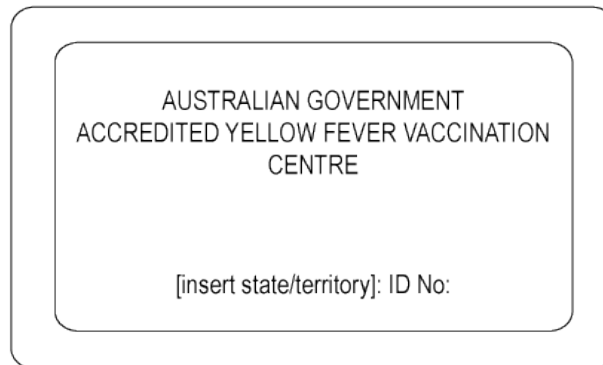 AUSTRALIAN GOVERNMENT
ACCREDITED YELLOW FEVER VACCINATION
CENTRE
[insert state/territory]: ID No: